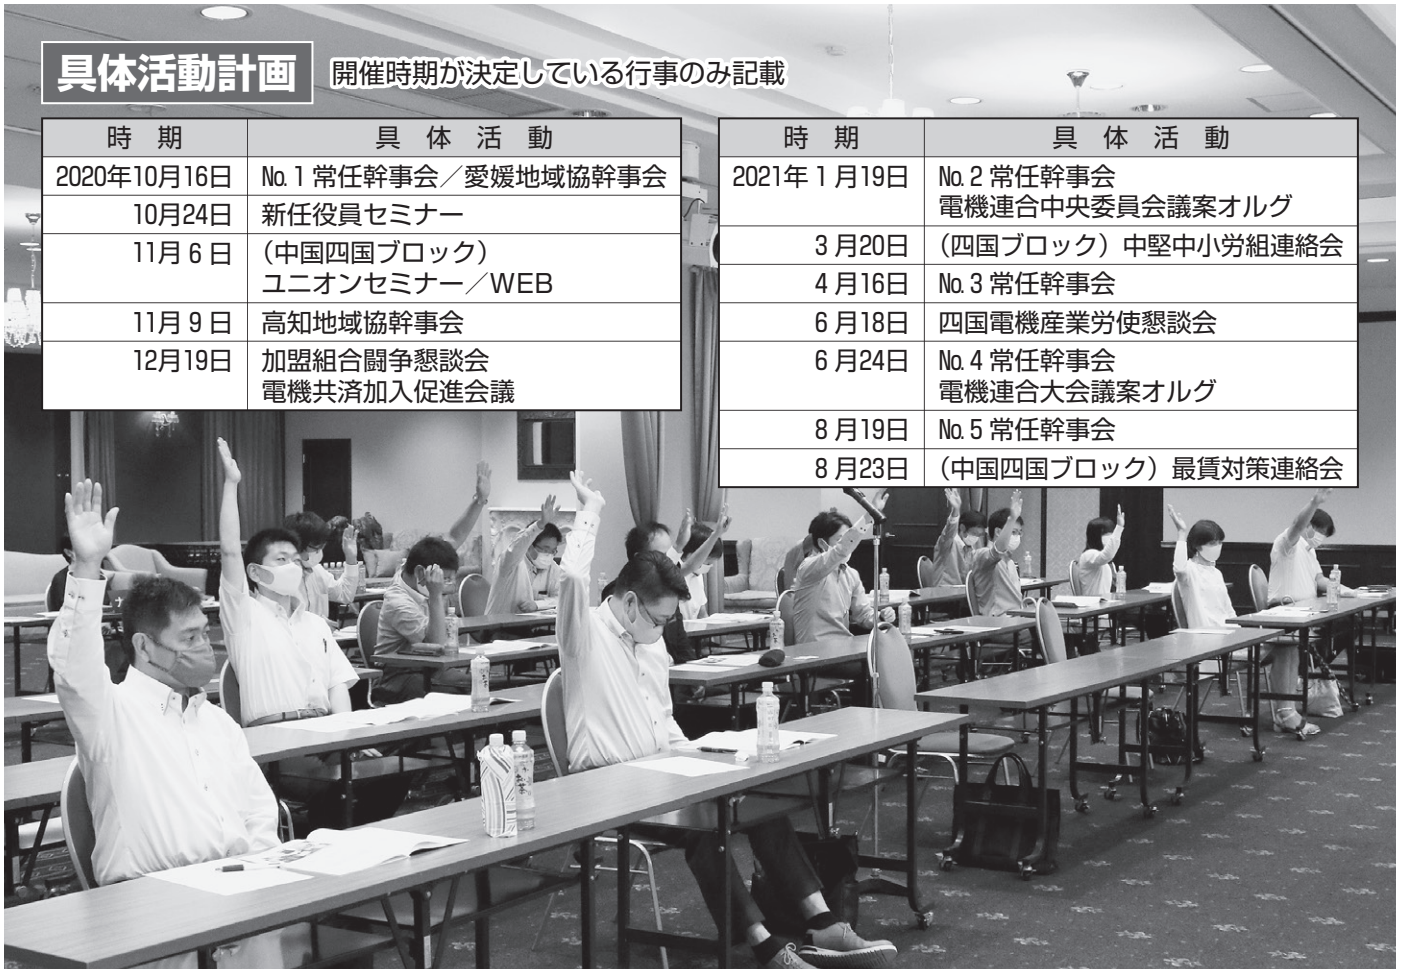 具体活動計画 開催時期が決定している行事のみ記載
時 期 具 体 活 動
2020年10月16日 No.1 常任幹事会／愛媛地域協幹事会
10月24日 新任役員セミナー
11月 6 日 （中国四国ブロック）
ユニオンセミナー／WEB
11月 9 日 高知地域協幹事会
12月19日 加盟組合闘争懇談会
電機共済加入促進会議
時 期 具 体 活 動
2021年 1 月19日 No.2 常任幹事会
電機連合中央委員会議案オルグ
3 月20日 （四国ブロック）中堅中小労組連絡会
4 月16日 No.3 常任幹事会
6 月18日 四国電機産業労使懇談会
6 月24日 No.4 常任幹事会
電機連合大会議案オルグ
8 月19日 No.5 常任幹事会
8 月23日 （中国四国ブロック）最賃対策連絡会